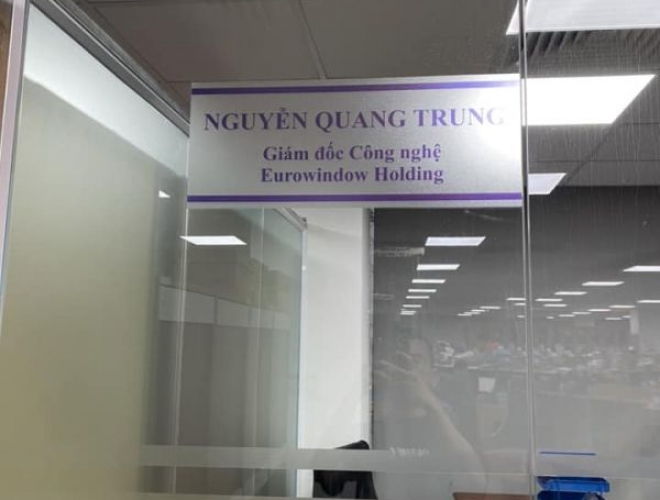 NGUYỄN QUANG TRUNG
Giám đốc Công nghệ
Eurowindow Holding